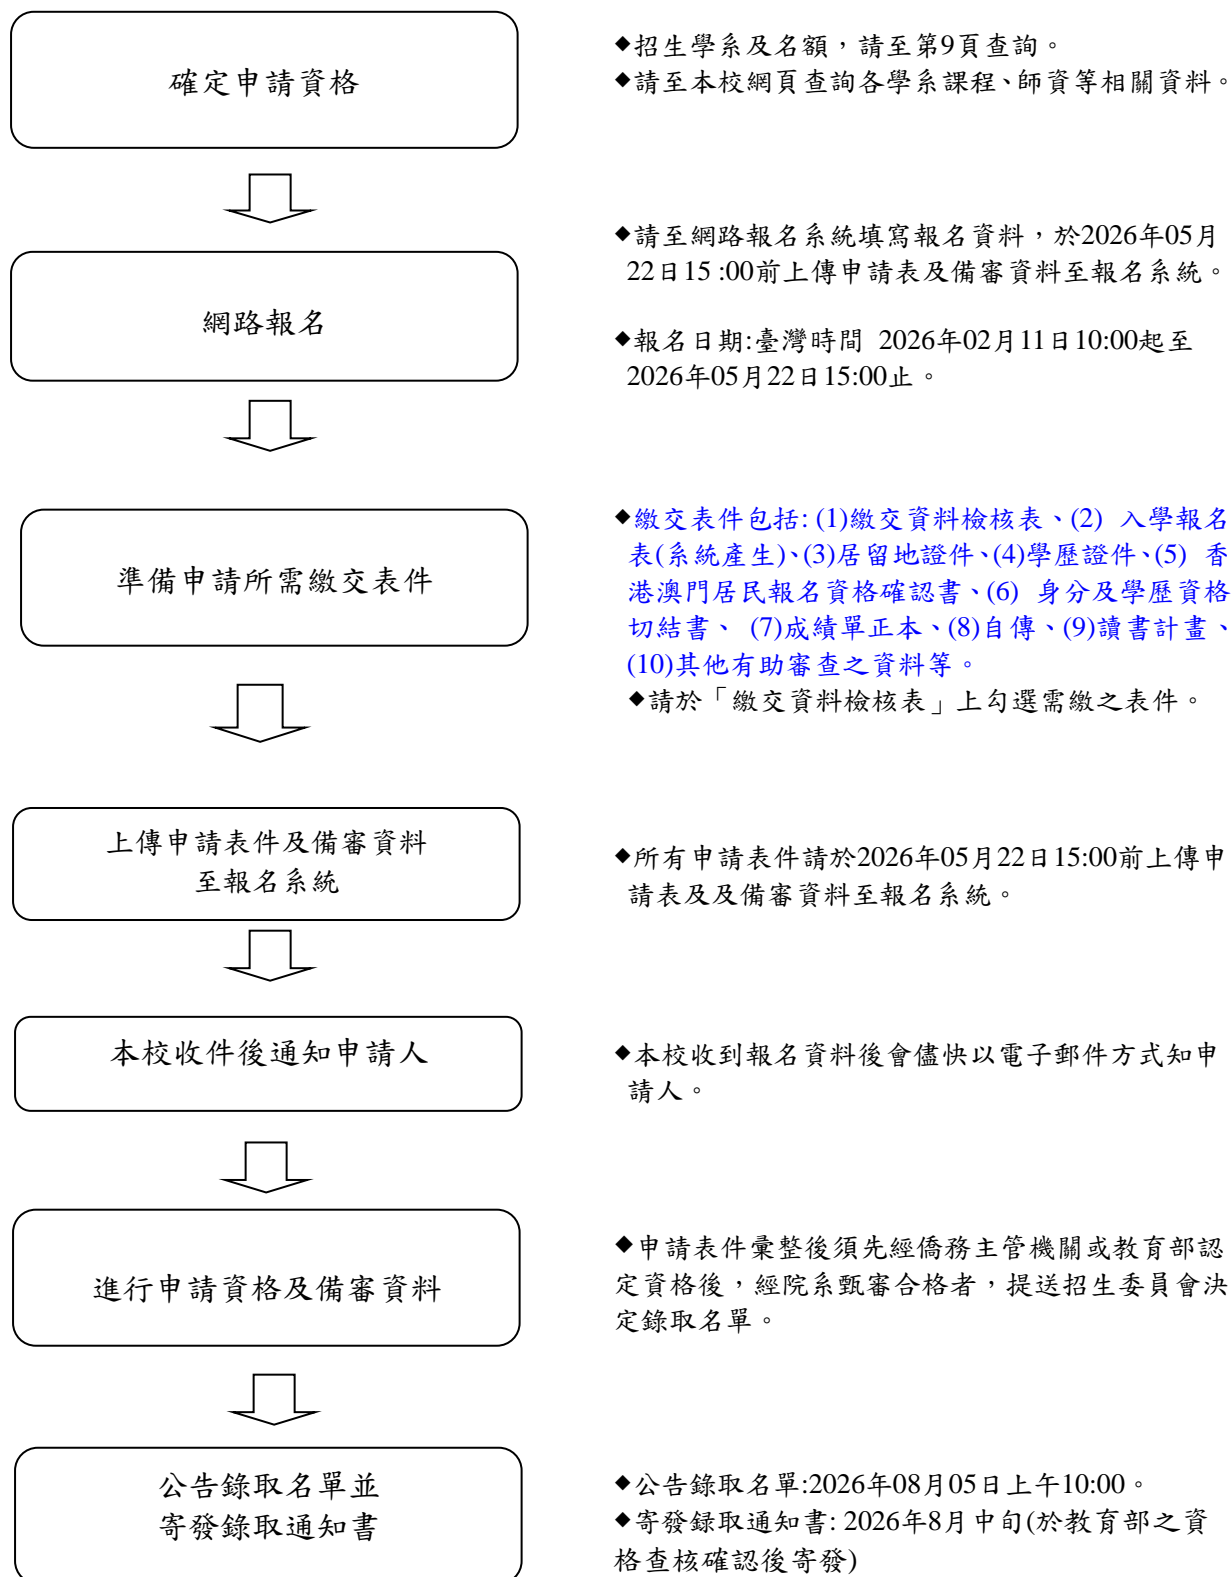 確定申請資格
◆招生學系及名額，請至第9頁查詢。
◆請至本校網頁查詢各學系課程、師資等相關資料。
網路報名
◆請至網路報名系統填寫報名資料，於2026年05月
22日15 :00前上傳申請表及備審資料至報名系統。
◆報名日期:臺灣時間 2026年02月11日10:00起至
2026年05月22日15:00止。
準備申請所需繳交表件
◆繳交表件包括: (1)繳交資料檢核表、(2) 入學報名
表(系統產生)、(3)居留地證件、(4)學歷證件、(5) 香
港澳門居民報名資格確認書、(6) 身分及學歷資格
切結書、 (7)成績單正本、(8)自傳、(9)讀書計畫、
(10)其他有助審查之資料等。
◆請於「繳交資料檢核表」上勾選需繳之表件。
上傳申請表件及備審資料
至報名系統
◆所有申請表件請於2026年05月22日15:00前上傳申
請表及及備審資料至報名系統。
本校收件後通知申請人
◆本校收到報名資料後會儘快以電子郵件方式知申
請人。
進行申請資格及備審資料
◆申請表件彙整後須先經僑務主管機關或教育部認
定資格後，經院系甄審合格者，提送招生委員會決
定錄取名單。
公告錄取名單並
寄發錄取通知書
◆公告錄取名單:2026年08月05日上午10:00。
◆寄發録取通知書: 2026年8月中旬(於教育部之資
格查核確認後寄發)